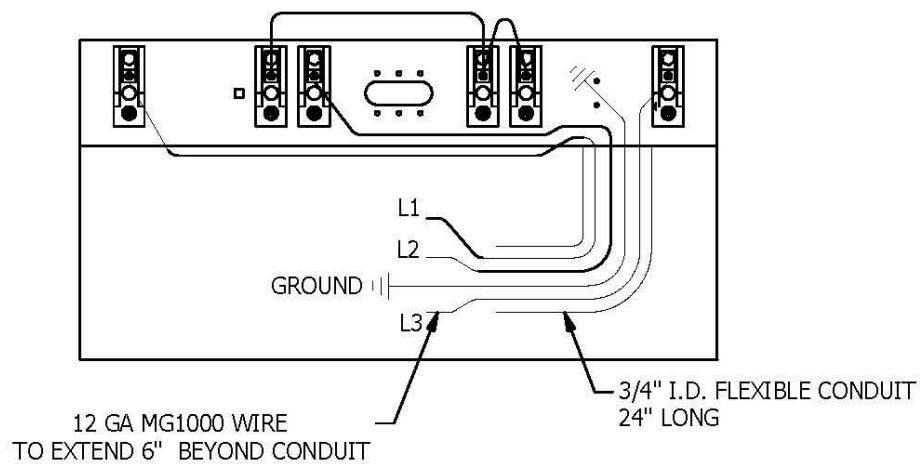 L1
L2
GROUND
L3
3/4" I.D. FLEXIBLE CONDUIT
24" LONG
12 GA MG1000 WIRE
TO EXTEND 6" BEYOND CONDUIT